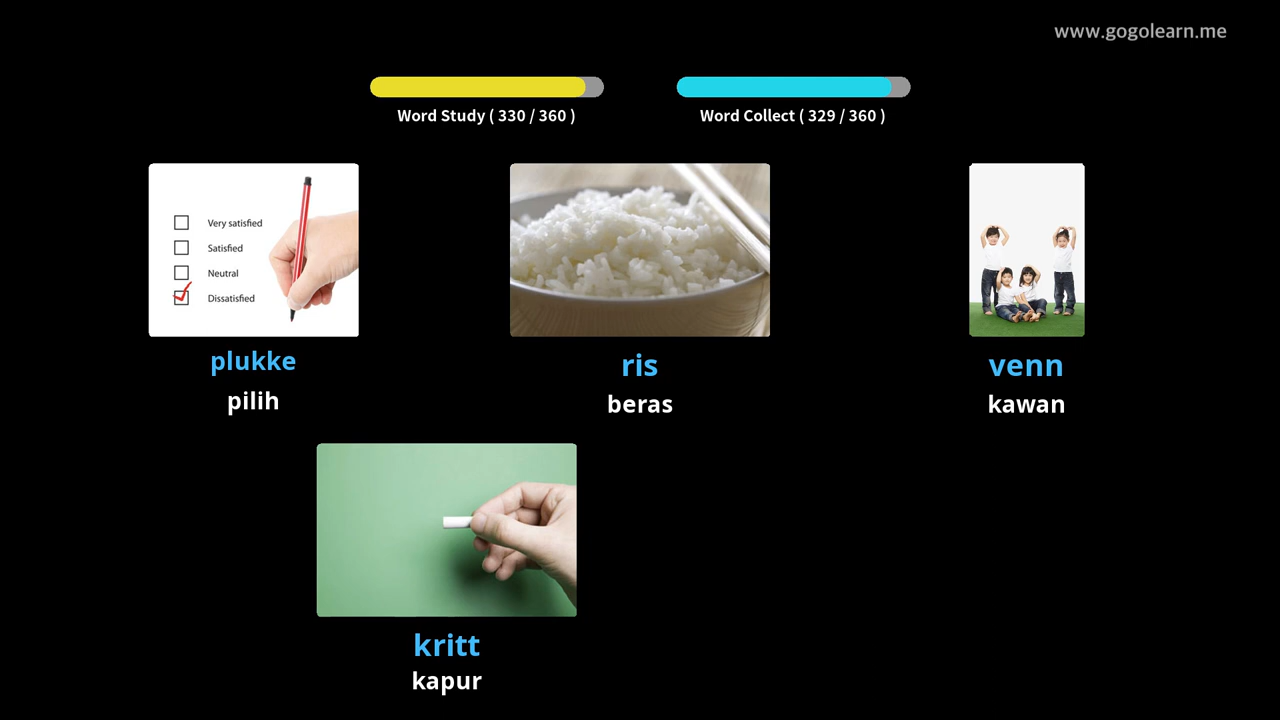 www.gogolearn.me
Word Study ( 330 / 360 )
Word Collect ( 329 / 360 )
Very satisfied
Satisfied
Neutral
Dissatisfied
plukke
pilih
ris
beras
venn
kawan
kritt
kapur